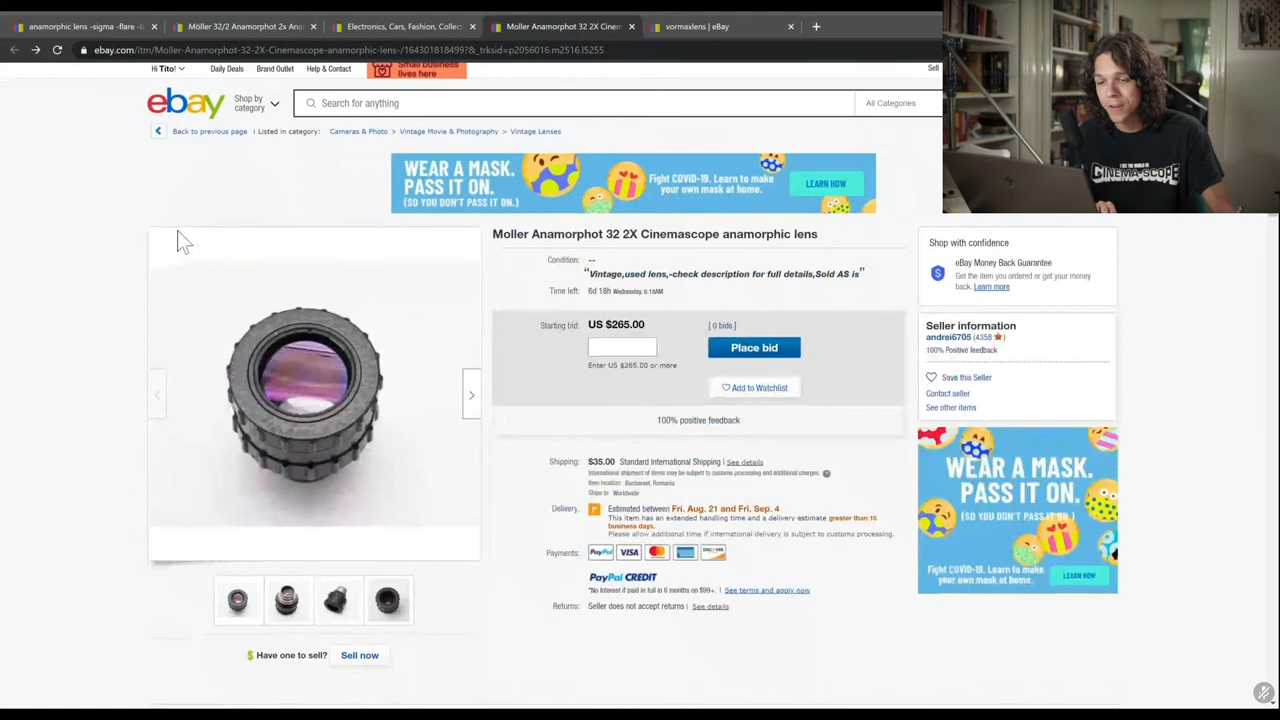 anamorphic lens -sigma -flare -b
Möller 32/2 Anamorphot 2x Ana
Electronics, Cars, Fashion, Collec
Moller Anamorphot 32 2X Cinem
vormaxlens | eBay
ebay.com/itm/Moller-Anamorphot-32-2X-Cinemascope-anamorphic-lens-/164301818499?&_trksid=p2056016.m2516.l5255
Hi Tito!
Daily Deals
Brand Outlet
Help & Contact
Small business
lives here
Sell
ebay
Shop by
category
Search for anything
All Categories
Back to previous page | Listed in category:
Cameras & Photo > Vintage Movie & Photography > Vintage Lenses
WEAR A MASK.
PASS IT ON.
(SO YOU DON'T PASS IT ON.)
Fight COVID-19. Learn to make
your own mask at home.
LEARN NOW
CINEMASCOPE
Moller Anamorphot 32 2X Cinemascope anamorphic lens
Condition: --
“Vintage,used lens,-check description for full details,Sold AS is”
Time left: 6d 18h Wednesday, 6:18AM
Starting bid: US $265.00
[ 0 bids ]
Place bid
Enter US $265.00 or more
Add to Watchlist
100% positive feedback
Shipping: $35.00 Standard International Shipping | See details
International shipment of items may be subject to customs processing and additional charges.
Item location: Bucharest, Romania
Ships to: Worldwide
Delivery: Estimated between Fri. Aug. 21 and Fri. Sep. 4
This item has an extended handling time and a delivery estimate greater than 15
business days.
Please allow additional time if international delivery is subject to customs processing.
Payments: PayPal VISA DISCOVER
PayPal CREDIT
*No Interest if paid in full in 6 months on $99+. | See terms and apply now
Returns: Seller does not accept returns | See details
Have one to sell? Sell now
Shop with confidence
eBay Money Back Guarantee
Get the item you ordered or get your money
back. Learn more
Seller information
andrei6705 (4358 )
100% Positive feedback
Save this Seller
Contact seller
See other items
WEAR A MASK.
PASS IT ON.
(SO YOU DON'T PASS IT ON.)
Fight COVID-19. Learn to make
your own mask at home.
LEARN NOW